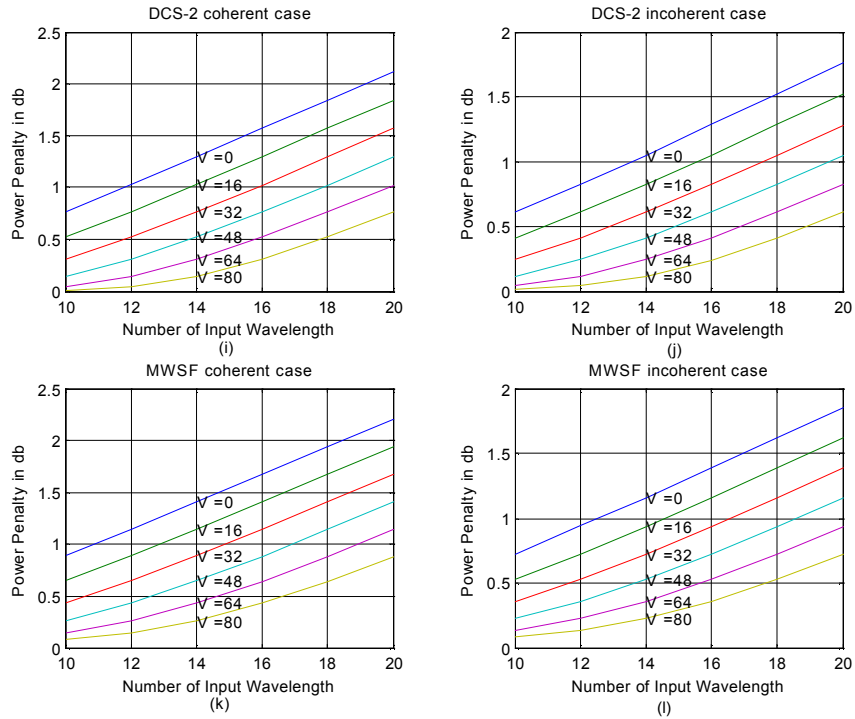 DCS-2 coherent case
2.5
2
1.5
1
0.5
0
Power Penalty in db
V =0
V =16
V =32
V =48
V =64
V =80
10 12 14 16 18 20
Number of Input Wavelength
(i)
DCS-2 incoherent case
2
1.5
1
0.5
0
Power Penalty in db
V =0
V =16
V =32
V =48
V =64
V =80
10 12 14 16 18 20
Number of Input Wavelength
(j)
MWSF coherent case
2.5
2
1.5
1
0.5
0
Power Penalty in db
V =0
V =16
V =32
V =48
V =64
V =80
10 12 14 16 18 20
Number of Input Wavelength
(k)
MWSF incoherent case
2
1.5
1
0.5
0
Power Penalty in db
V =0
V =16
V =32
V =48
V =64
V =80
10 12 14 16 18 20
Number of Input Wavelength
(l)